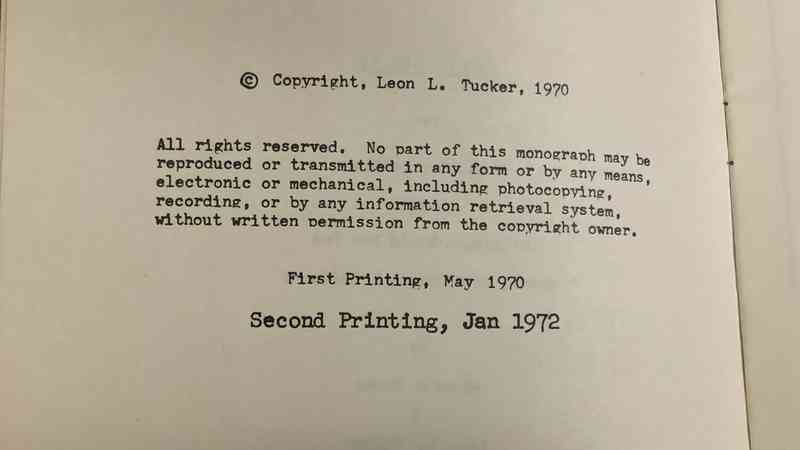 © Copyright, Leon L. Tucker, 1970
All rights reserved. No part of this monograph may be
reproduced or transmitted in any form or by any means,
electronic or mechanical, including photocopying,
recording, or by any information retrieval system,
without written permission from the copyright owner.
First Printing, May 1970
Second Printing, Jan 1972